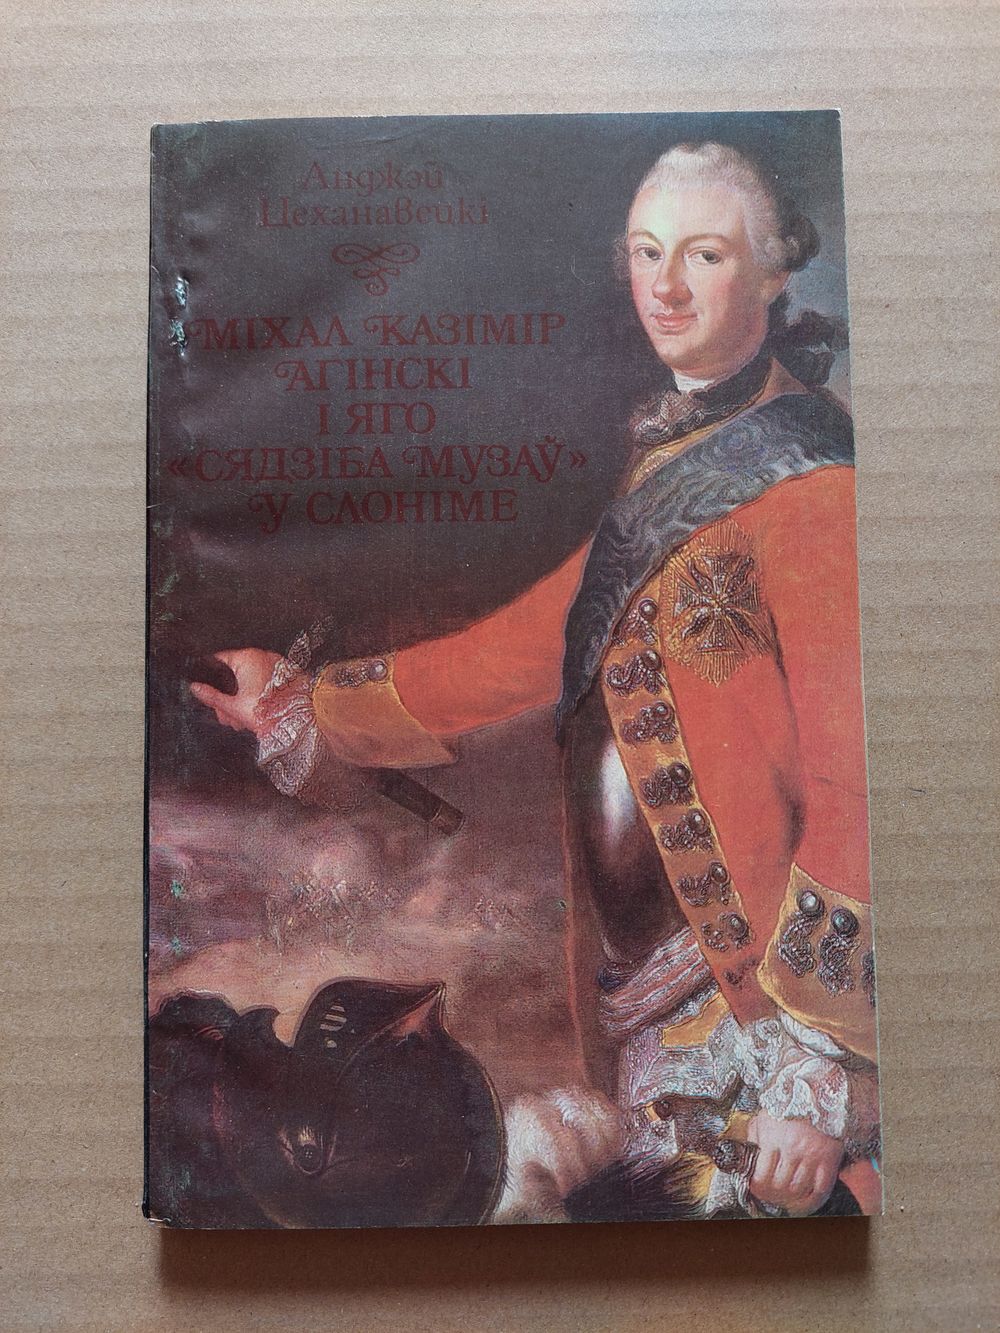 Анджэй
Цеханавецкі
МІХАЛ КАЗІМІР
АГІНСКІ
І ЯГО
«СЯДЗІБА МУЗАЎ»
У СЛОНІМЕ